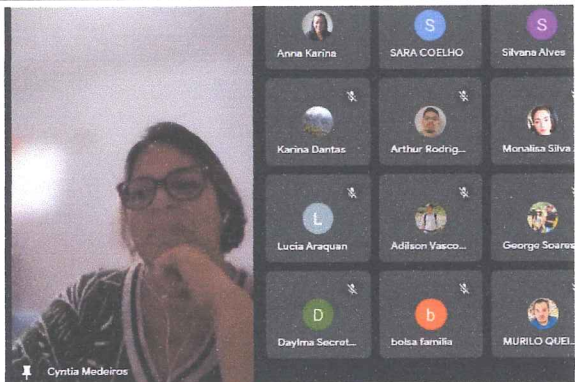 S
S
Anna Karina
SARA COELHO
Silvana Alves
Karina Dantas
Arthur Rodrig...
Monalisa Silva
L
Lucia Araquan
Adilson Vasco...
George Soares
D
b
Daylma Secret...
bolsa familia
MURILO QUEI...
Cyntia Medeiros